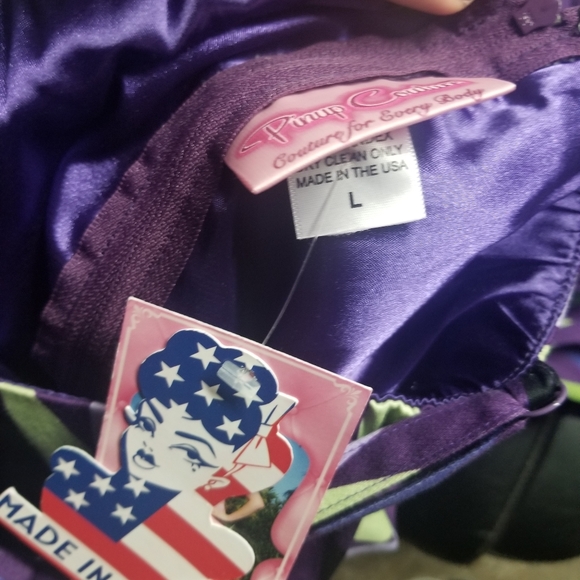 Pinup Couture
Couture for Every Body
DRY CLEAN ONLY
MADE IN THE USA
L
MADE IN